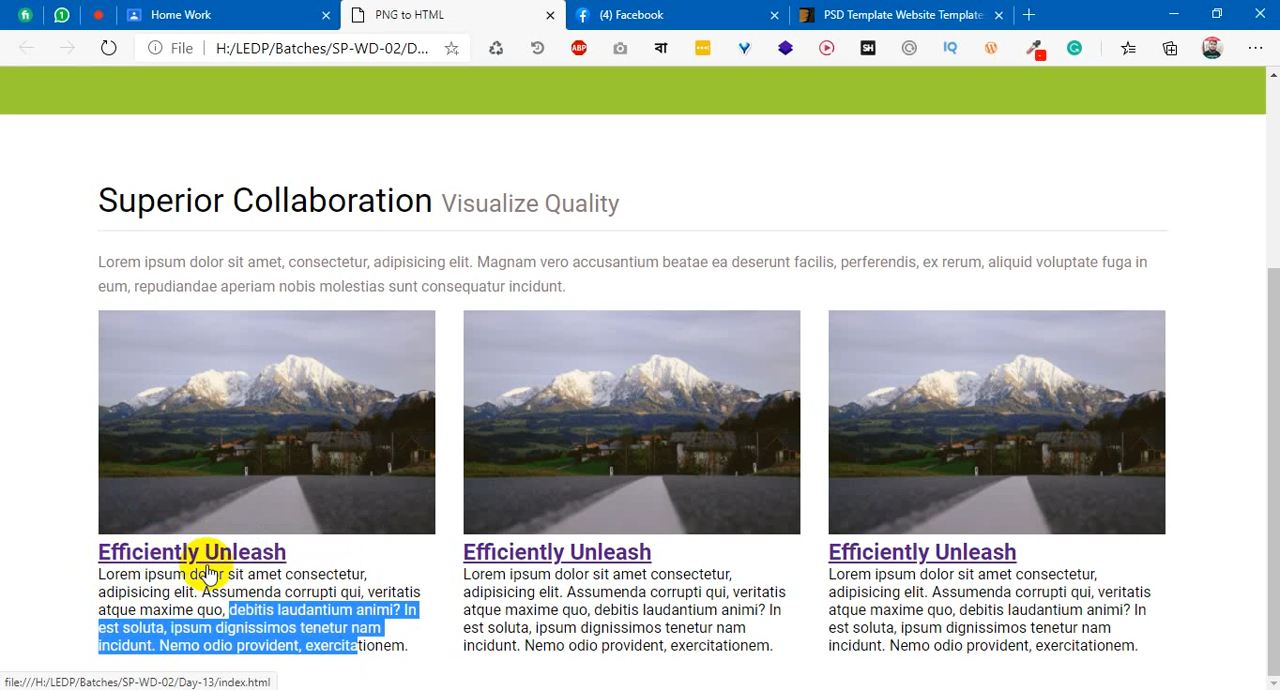 Home Work
PNG to HTML
(4) Facebook
PSD Template Website Template
File
H:/LEDP/Batches/SP-WD-02/D...
ABP
বা
SH
IQ
Superior Collaboration Visualize Quality
Lorem ipsum dolor sit amet, consectetur, adipisicing elit. Magnam vero accusantium beatae ea deserunt facilis, perferendis, ex rerum, aliquid voluptate fuga in
eum, repudiandae aperiam nobis molestias sunt consequatur incidunt.
Efficiently Unleash
Lorem ipsum dolor sit amet consectetur,
adipisicing elit. Assumenda corrupti qui, veritatis
atque maxime quo, debitis laudantium animi? In
est soluta, ipsum dignissimos tenetur nam
incidunt. Nemo odio provident, exercitationem.
Efficiently Unleash
Lorem ipsum dolor sit amet consectetur,
adipisicing elit. Assumenda corrupti qui, veritatis
atque maxime quo, debitis laudantium animi? In
est soluta, ipsum dignissimos tenetur nam
incidunt. Nemo odio provident, exercitationem.
Efficiently Unleash
Lorem ipsum dolor sit amet consectetur,
adipisicing elit. Assumenda corrupti qui, veritatis
atque maxime quo, debitis laudantium animi? In
est soluta, ipsum dignissimos tenetur nam
incidunt. Nemo odio provident, exercitationem.
file:///H:/LEDP/Batches/SP-WD-02/Day-13/index.html